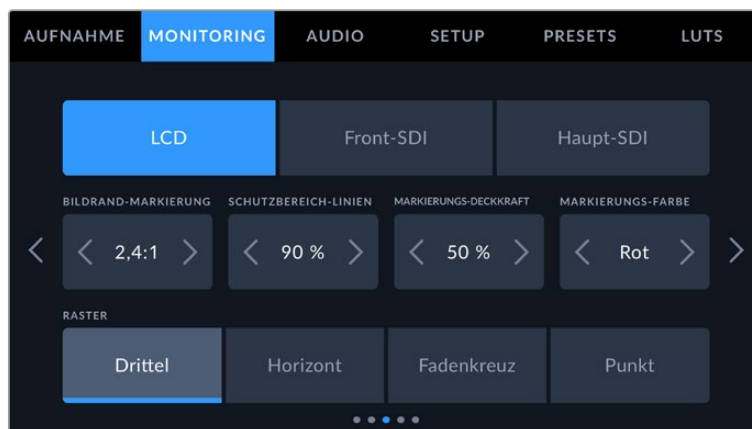 AUFNAHME MONITORING AUDIO SETUP PRESETS LUTS
LCD Front-SDI Haupt-SDI
BILDRAND-MARKIERUNG SCHUTZBEREICH-LINIEN MARKIERUNGS-DECKKRAFT MARKIERUNGS-FARBE
2,4:1 90 % 50 % Rot
RASTER
Drittel Horizont Fadenkreuz Punkt